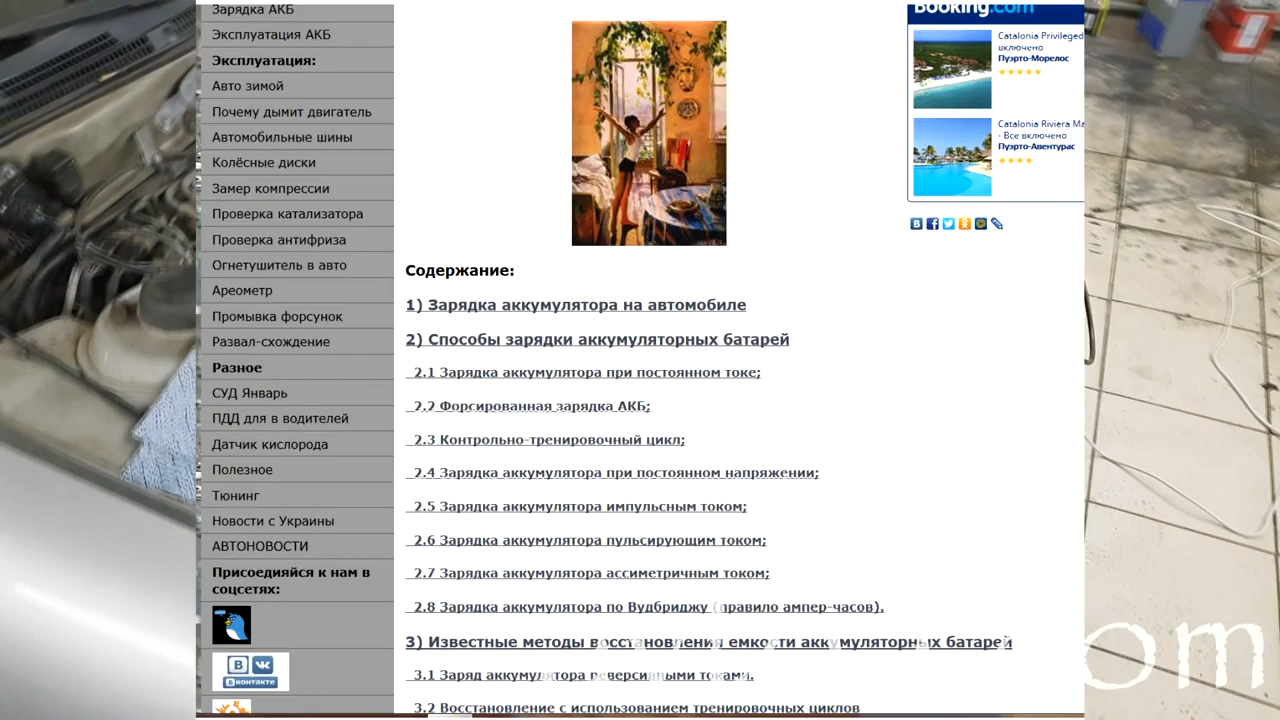 Зарядка АКБ
Эксплуатация АКБ
Эксплуатация:
Авто зимой
Почему дымит двигатель
Автомобильные шины
Колёсные диски
Замер компрессии
Проверка катализатора
Проверка антифриза
Огнетушитель в авто
Ареометр
Промывка форсунок
Развал-схождение
Разное
СУД Январь
ПДД для в водителей
Датчик кислорода
Полезное
Тюнинг
Новости с Украины
АВТОНОВОСТИ
Присоедияйся к нам в
соцсетях:
В
вконтакте
Содержание:
1) Зарядка аккумулятора на автомобиле
2) Способы зарядки аккумуляторных батарей
2.1 Зарядка аккумулятора при постоянном токе;
2.2 Форсированная зарядка АКБ;
2.3 Контрольно-тренировочный цикл;
2.4 Зарядка аккумулятора при постоянном напряжении;
2.5 Зарядка аккумулятора импульсным током;
2.6 Зарядка аккумулятора пульсирующим током;
2.7 Зарядка аккумулятора ассиметричным током;
2.8 Зарядка аккумулятора по Вудбриджу (правило ампер-часов).
3) Известные методы восстановления емкости аккумуляторных батарей
3.1 Заряд аккумулятора реверсивными токами.
3.2 Восстановление с использованием тренировочных циклов
Booking.com
Catalonia Privileged
включено
Пуэрто-Морелос
Catalonia Riviera Ma
- Все включено
Пуэрто-Авентурас
om